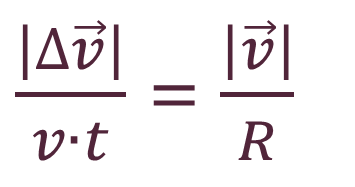 |Δv⃗| / v·t = |v⃗| / R